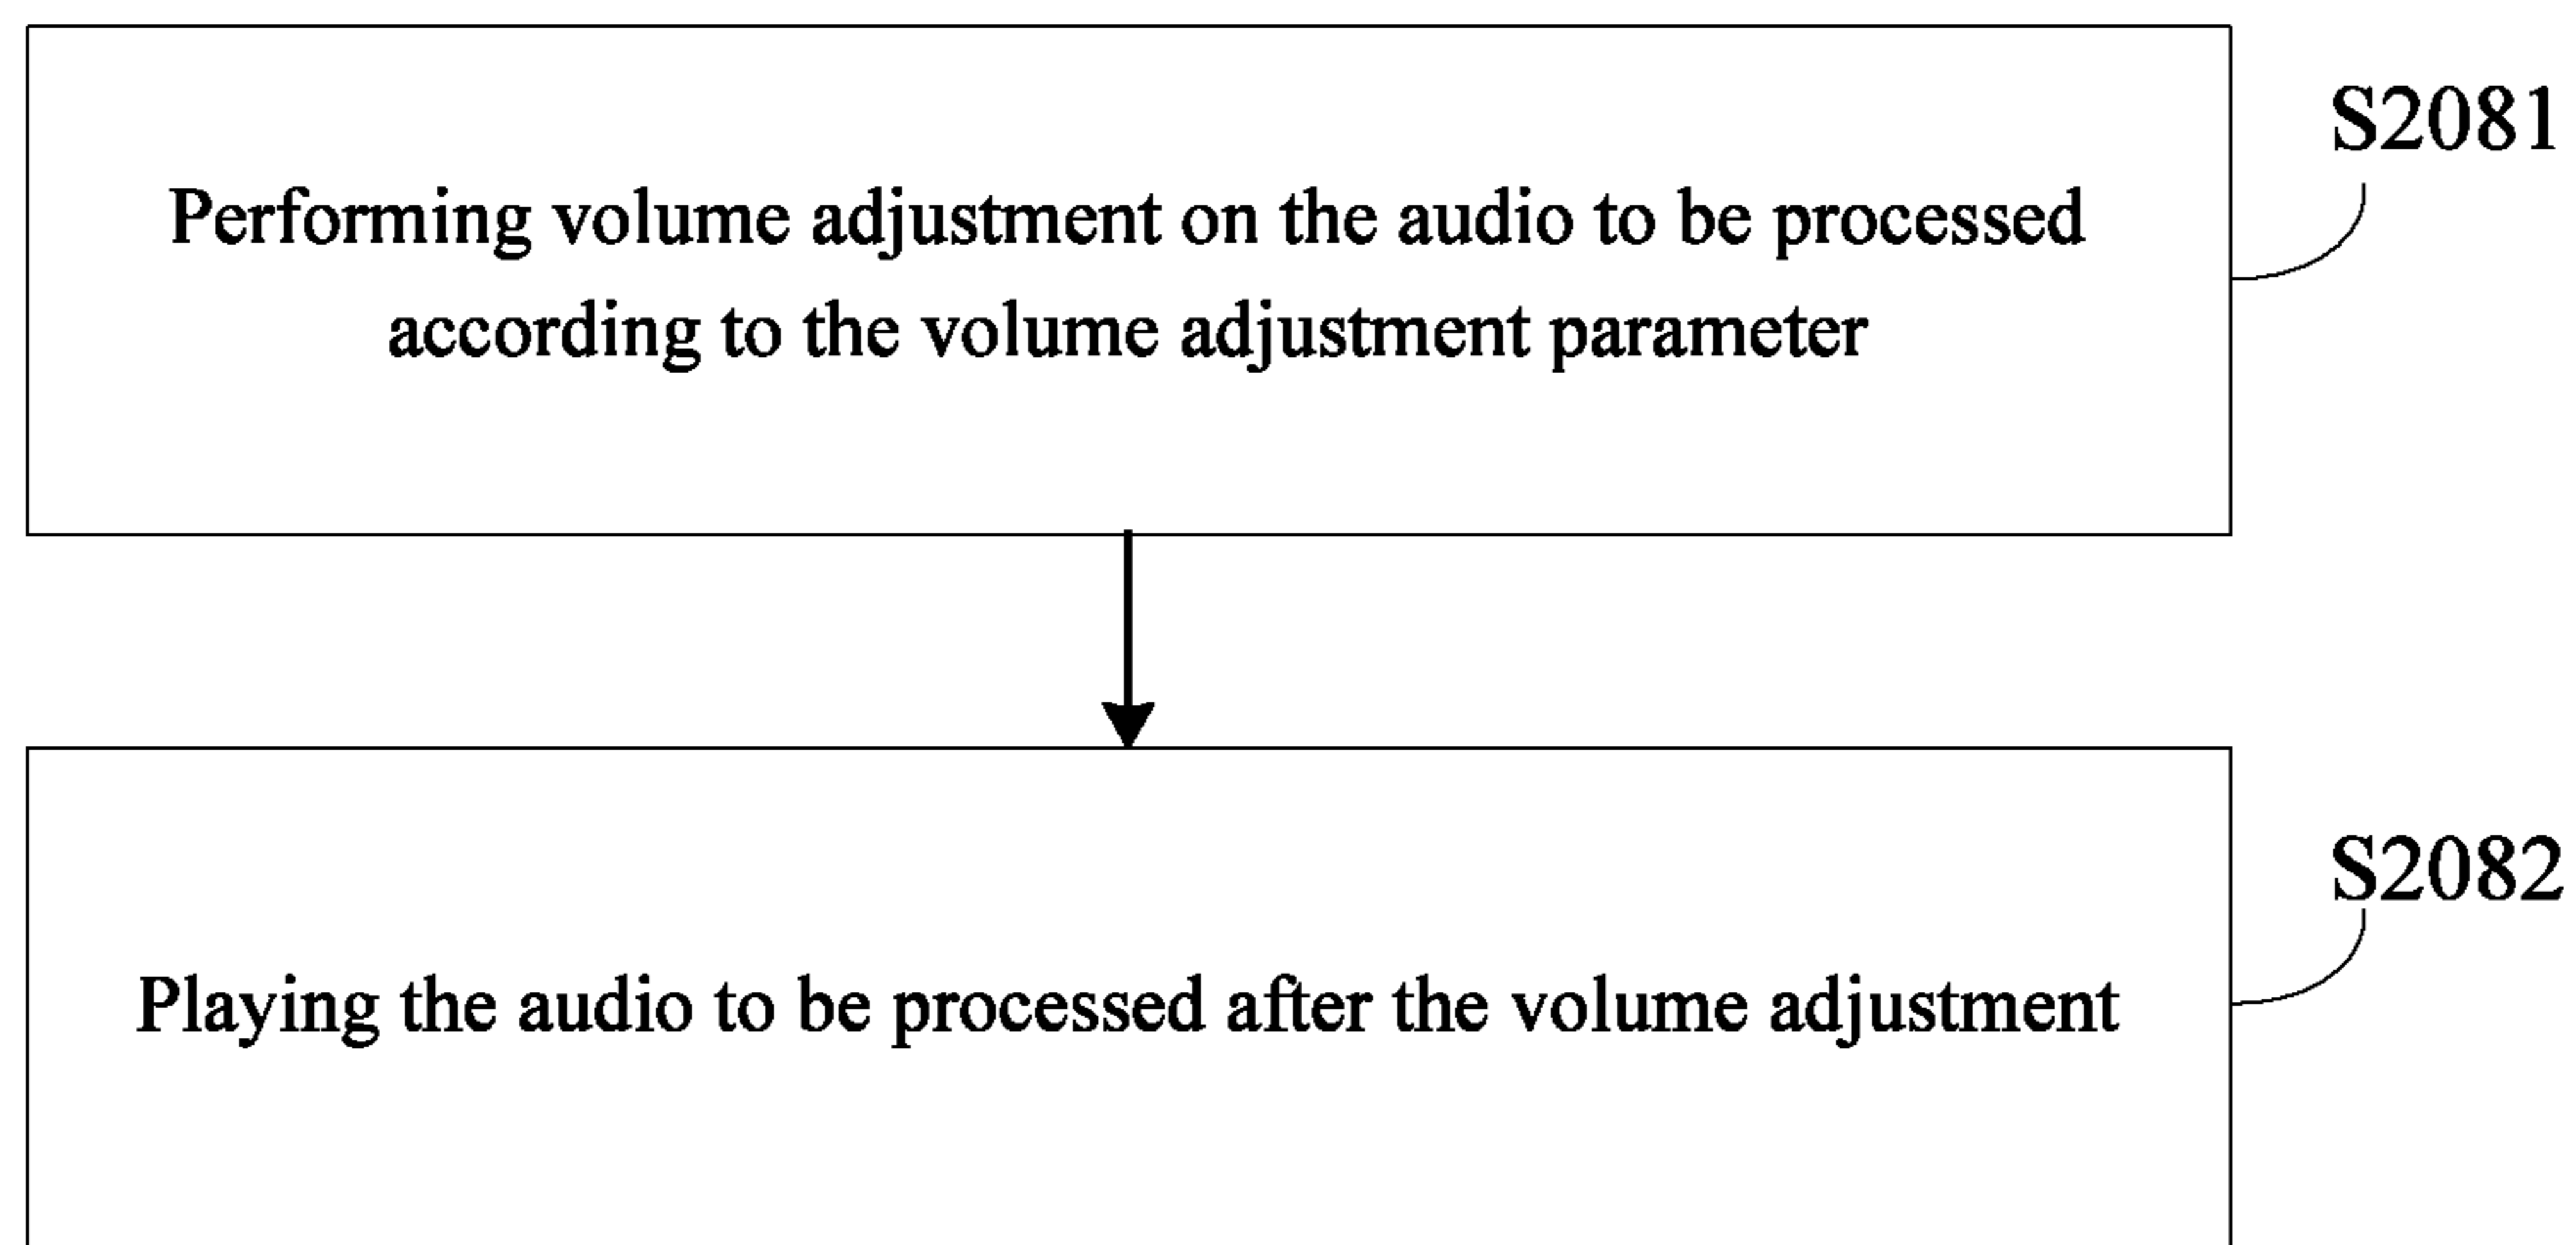 S2081
Performing volume adjustment on the audio to be processed
according to the volume adjustment parameter
S2082
Playing the audio to be processed after the volume adjustment